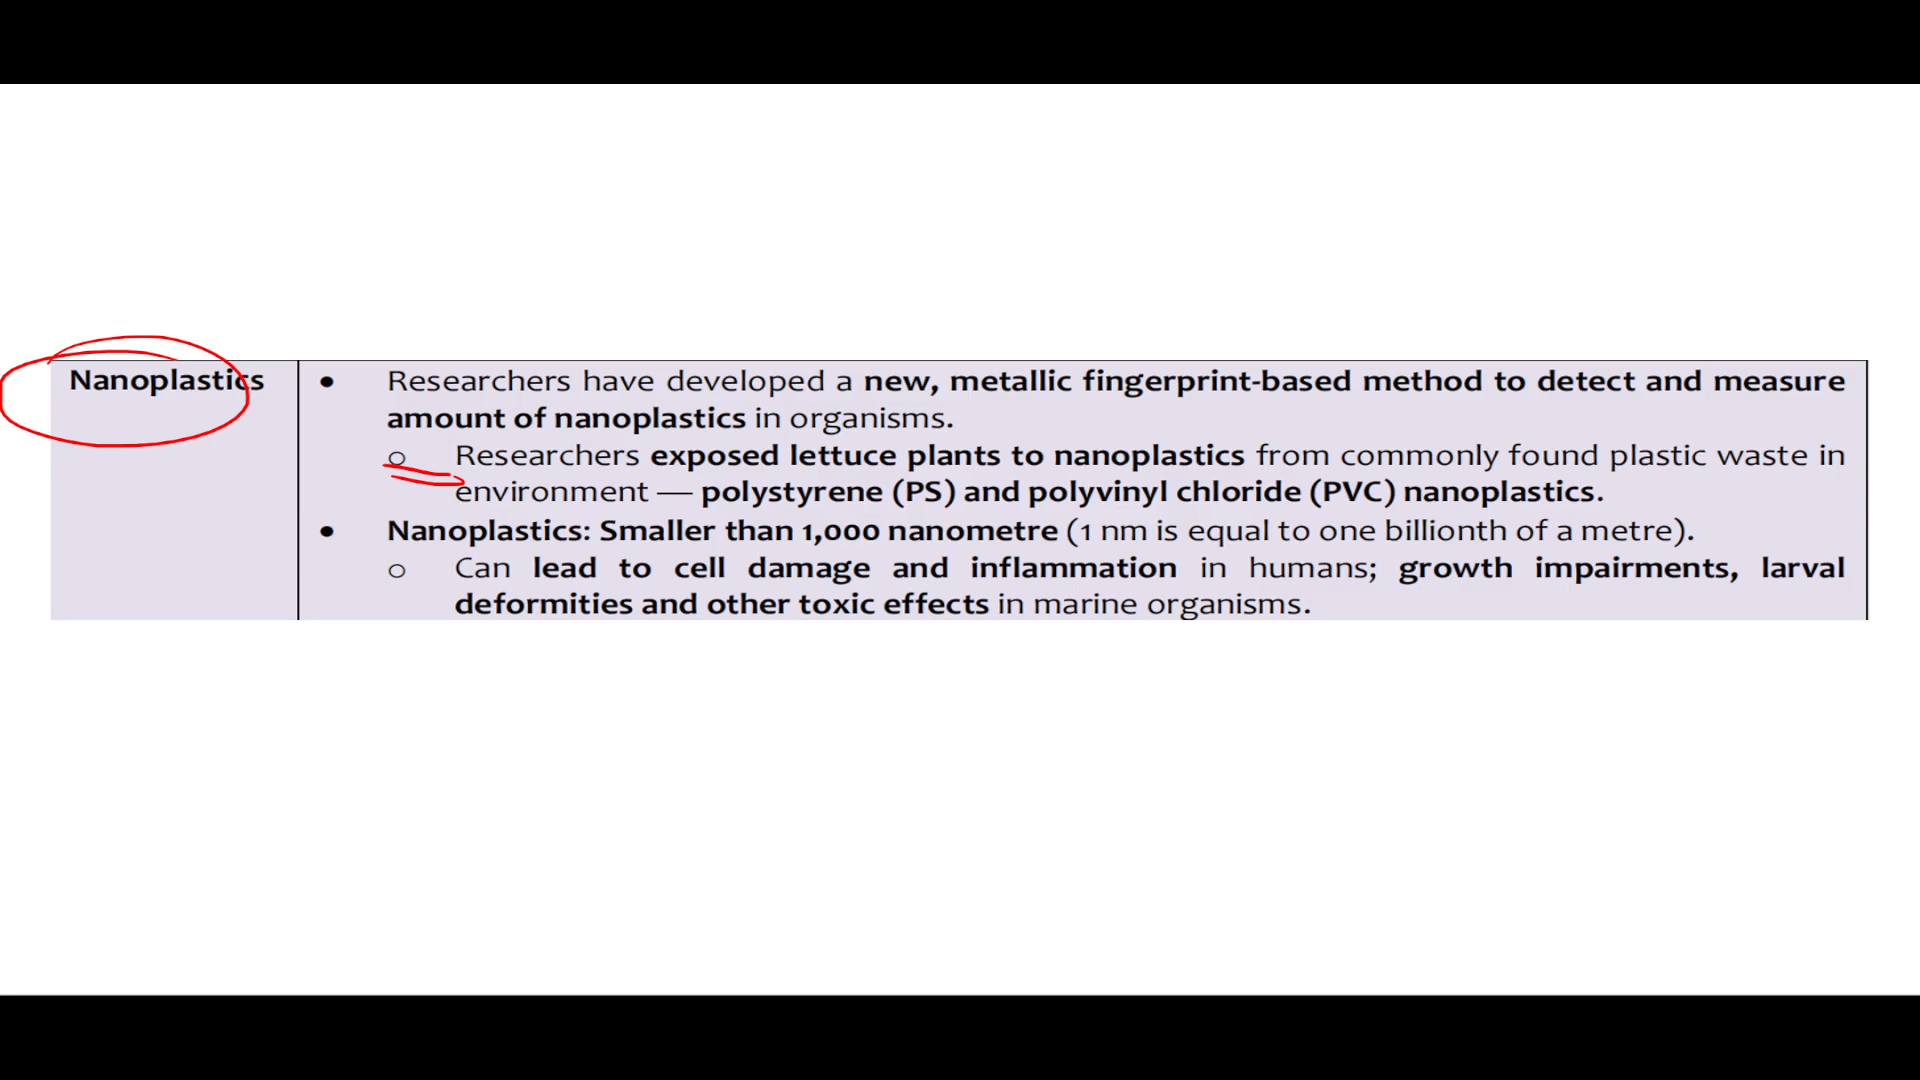 Nanoplastics
• Researchers have developed a new, metallic fingerprint-based method to detect and measure
amount of nanoplastics in organisms.
o Researchers exposed lettuce plants to nanoplastics from commonly found plastic waste in
environment — polystyrene (PS) and polyvinyl chloride (PVC) nanoplastics.
• Nanoplastics: Smaller than 1,000 nanometre (1 nm is equal to one billionth of a metre).
o Can lead to cell damage and inflammation in humans; growth impairments, larval
deformities and other toxic effects in marine organisms.